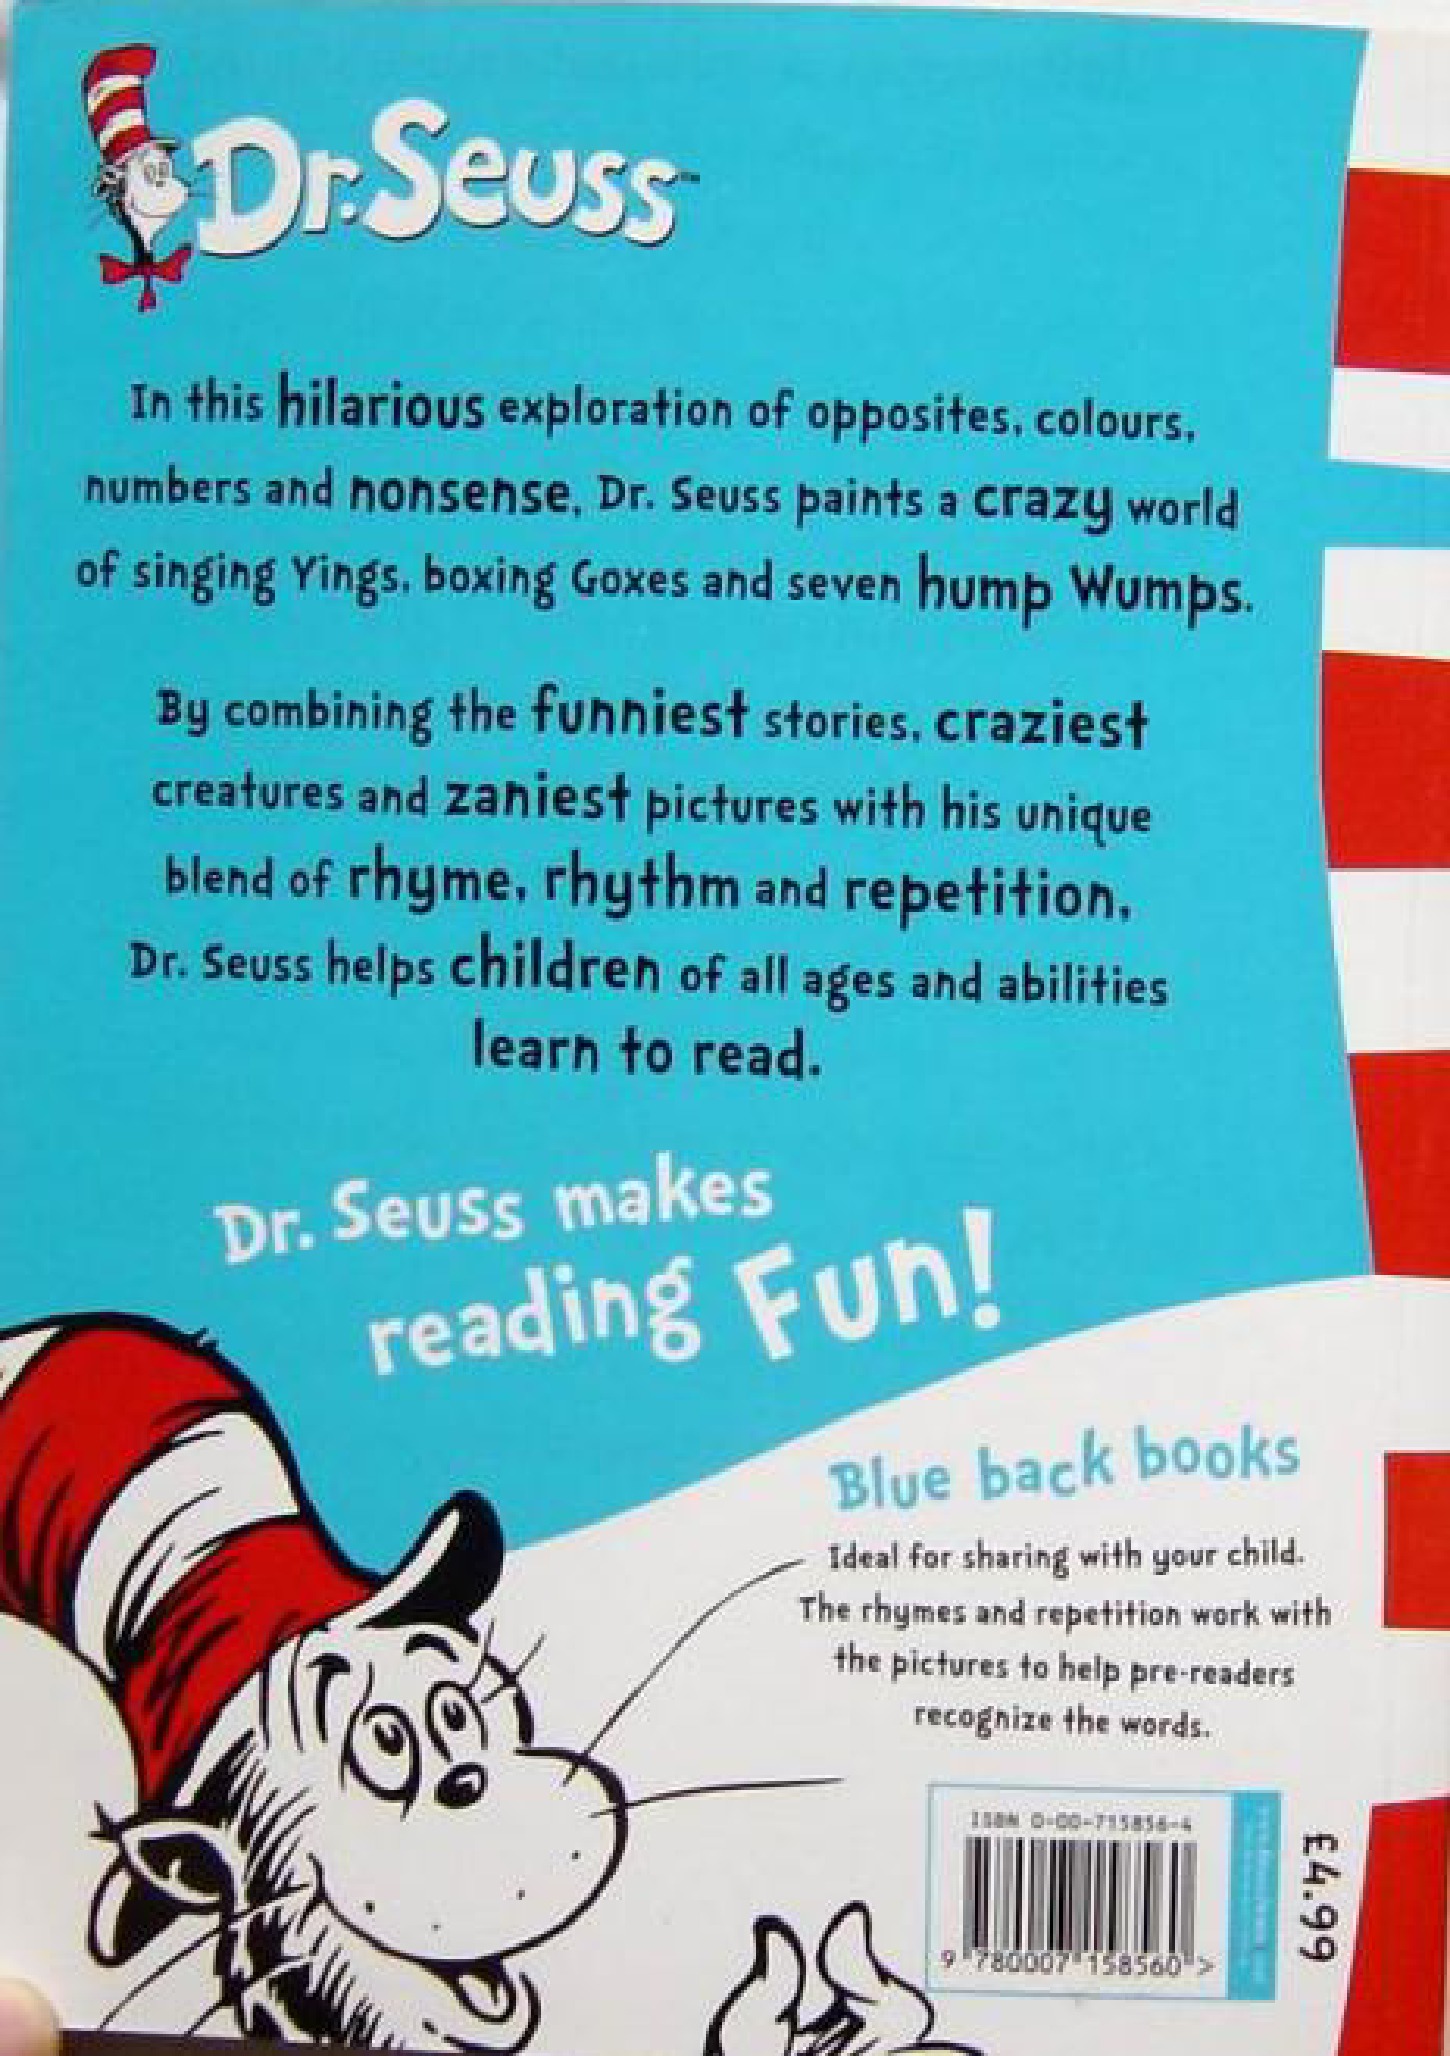 Dr. Seuss™
In this hilarious exploration of opposites, colours,
numbers and nonsense, Dr. Seuss paints a crazy world
of singing Yings, boxing Goxes and seven hump Wumps.
By combining the funniest stories, craziest
creatures and zaniest pictures with his unique
blend of rhyme, rhythm and repetition,
Dr. Seuss helps children of all ages and abilities
learn to read.
Dr. Seuss makes
reading Fun!
Blue back books
Ideal for sharing with your child.
The rhymes and repetition work with
the pictures to help pre-readers
recognize the words.
ISBN 0-00-715856-4
9 780007 158560 >
£4.99